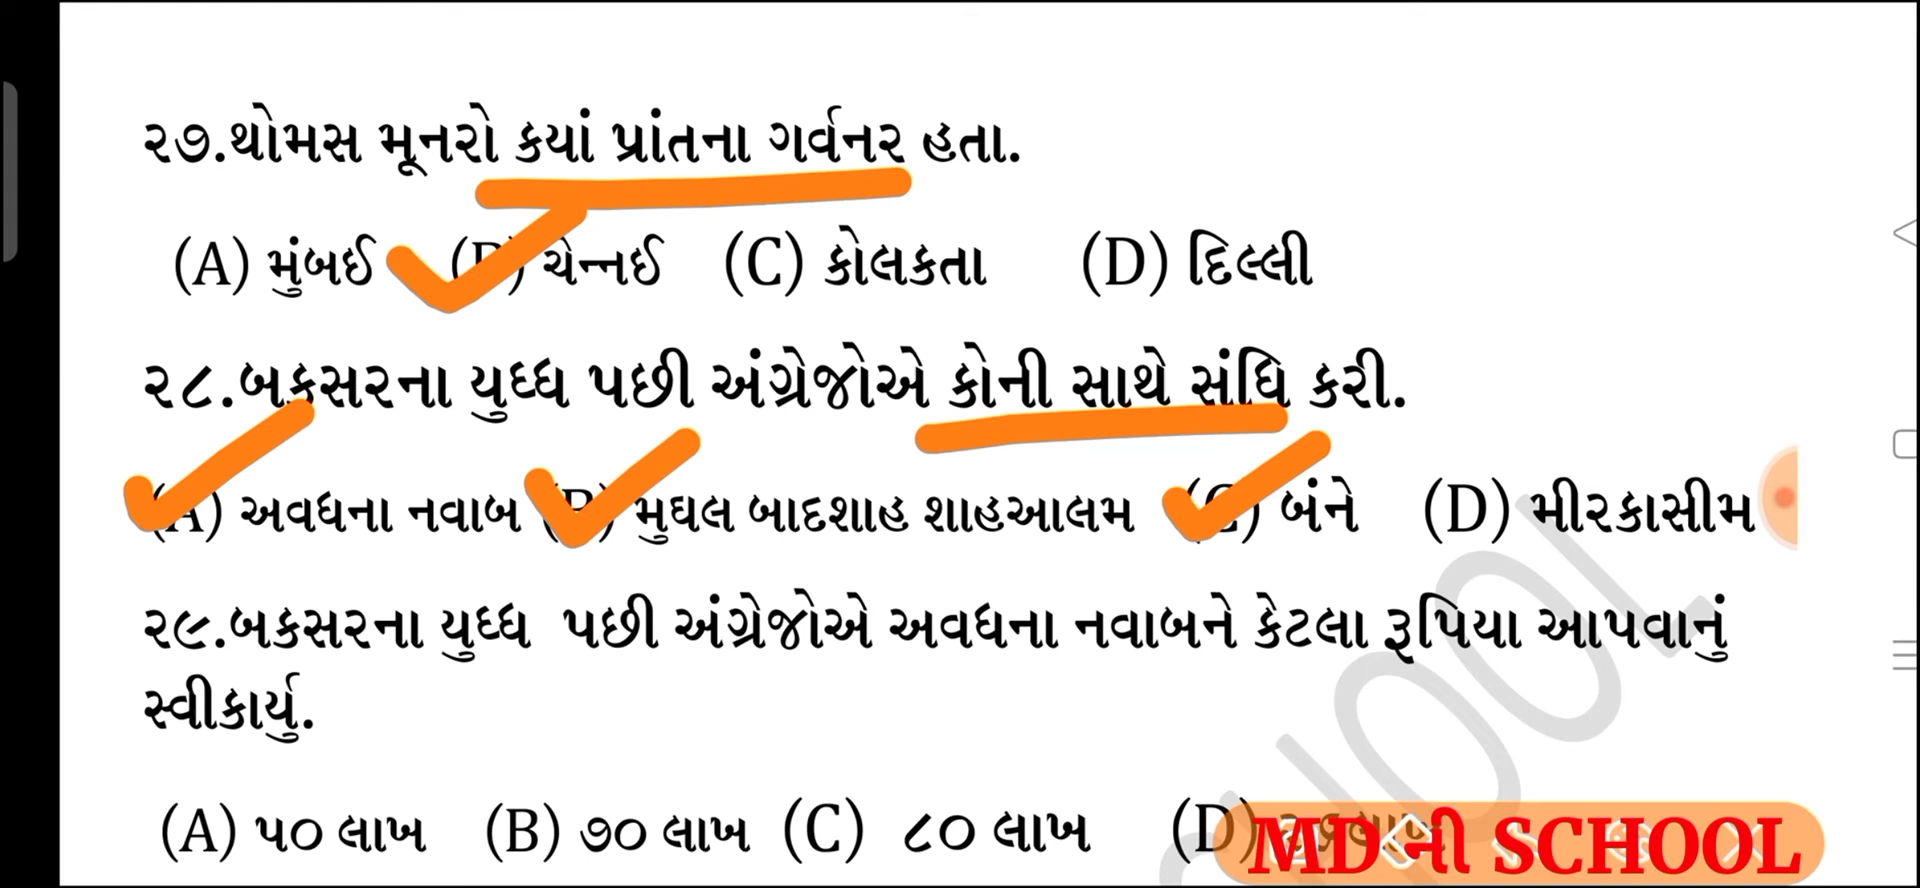 ૨૭.થોમસ મૂનરો કયાં પ્રાંતના ગર્વનર હતા.
(A) મુંબઈ (B) ચેન્નઈ (C) કોલકતા (D) દિલ્લી
૨૮.બકસરના યુધ્ધ પછી અંગ્રેજોએ કોની સાથે સંધિ કરી.
(A) અવધના નવાબ (B) મુઘલ બાદશાહ શાહઆલમ (C) બંને (D) મીરકાસીમ
૨૯.બકસરના યુધ્ધ પછી અંગ્રેજોએ અવધના નવાબને કેટલા રૂપિયા આપવાનું
સ્વીકાર્યુ.
(A) ૫૦ લાખ (B) ૭૦ લાખ (C) ૮૦ લાખ (D)
MD ની SCHOOL